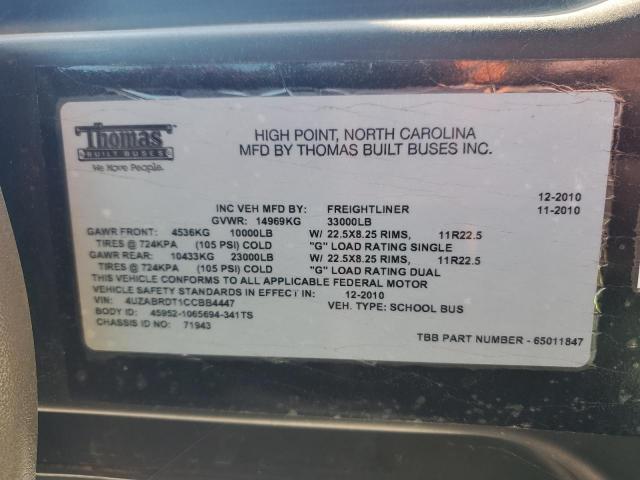 Thomas
BUILT BUSES
We Move People.
HIGH POINT, NORTH CAROLINA
MFD BY THOMAS BUILT BUSES INC.
12-2010
INC VEH MFD BY: FREIGHTLINER 11-2010
GVWR: 14969KG 33000LB
GAWR FRONT: 4536KG 10000LB W/ 22.5X8.25 RIMS, 11R22.5
TIRES @ 724KPA (105 PSI) COLD "G" LOAD RATING SINGLE
GAWR REAR: 10433KG 23000LB W/ 22.5X8.25 RIMS, 11R22.5
TIRES @ 724KPA (105 PSI) COLD "G" LOAD RATING DUAL
THIS VEHICLE CONFORMS TO ALL APPLICABLE FEDERAL MOTOR
VEHICLE SAFETY STANDARDS IN EFFECT IN: 12-2010
VIN: 4UZABRDT1CCBB4447 VEH. TYPE: SCHOOL BUS
BODY ID: 45952-1065694-341TS
CHASSIS ID: 71943
TBB PART NUMBER - 65011847